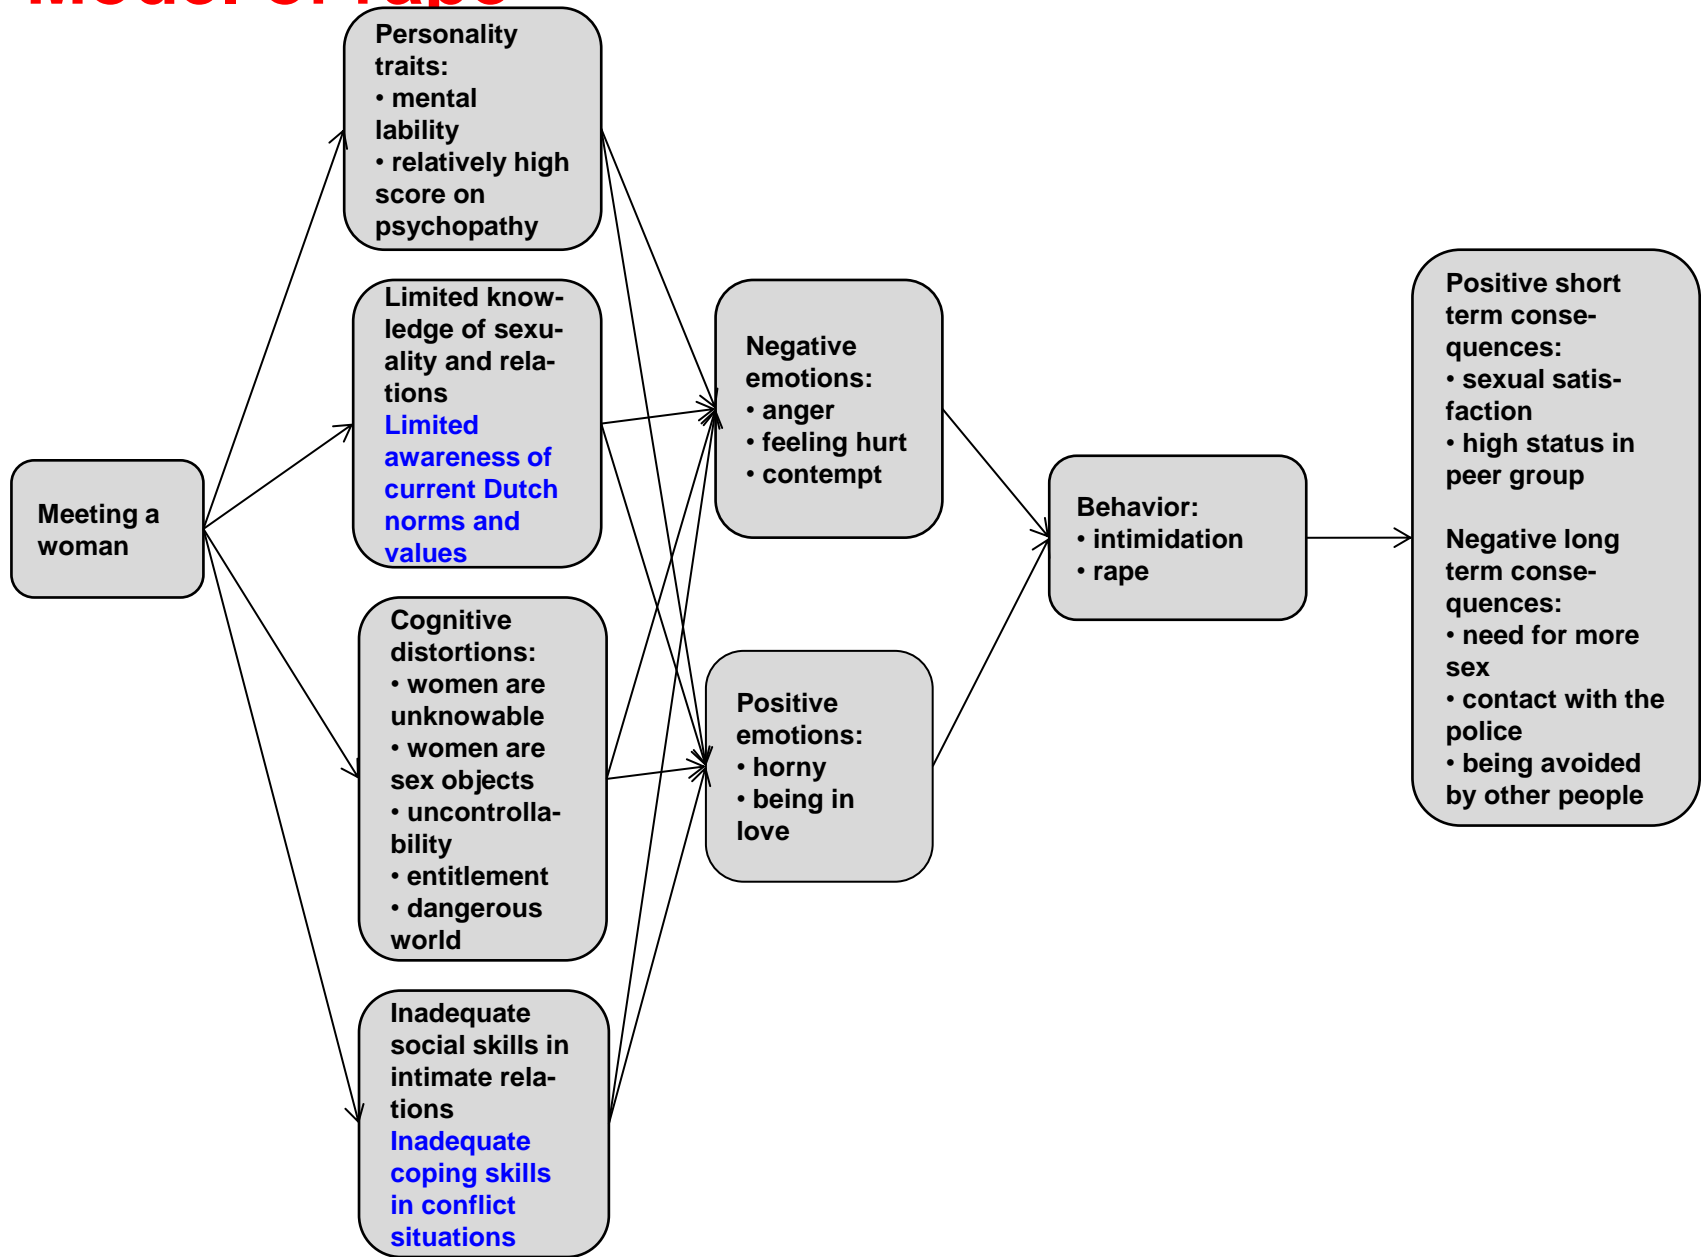 Model of rape
Personality
traits:
• mental
lability
• relatively high
score on
psychopathy
Limited know-
ledge of sexu-
ality and rela-
tions
Limited
awareness of
current Dutch
norms and
values
Meeting a
woman
Cognitive
distortions:
• women are
unknowable
• women are
sex objects
• uncontrolla-
bility
• entitlement
• dangerous
world
Inadequate
social skills in
intimate rela-
tions
Inadequate
coping skills
in conflict
situations
Negative
emotions:
• anger
• feeling hurt
• contempt
Positive
emotions:
• horny
• being in
love
Behavior:
• intimidation
• rape
Positive short
term conse-
quences:
• sexual satis-
faction
• high status in
peer group
Negative long
term conse-
quences:
• need for more
sex
• contact with the
police
• being avoided
by other people